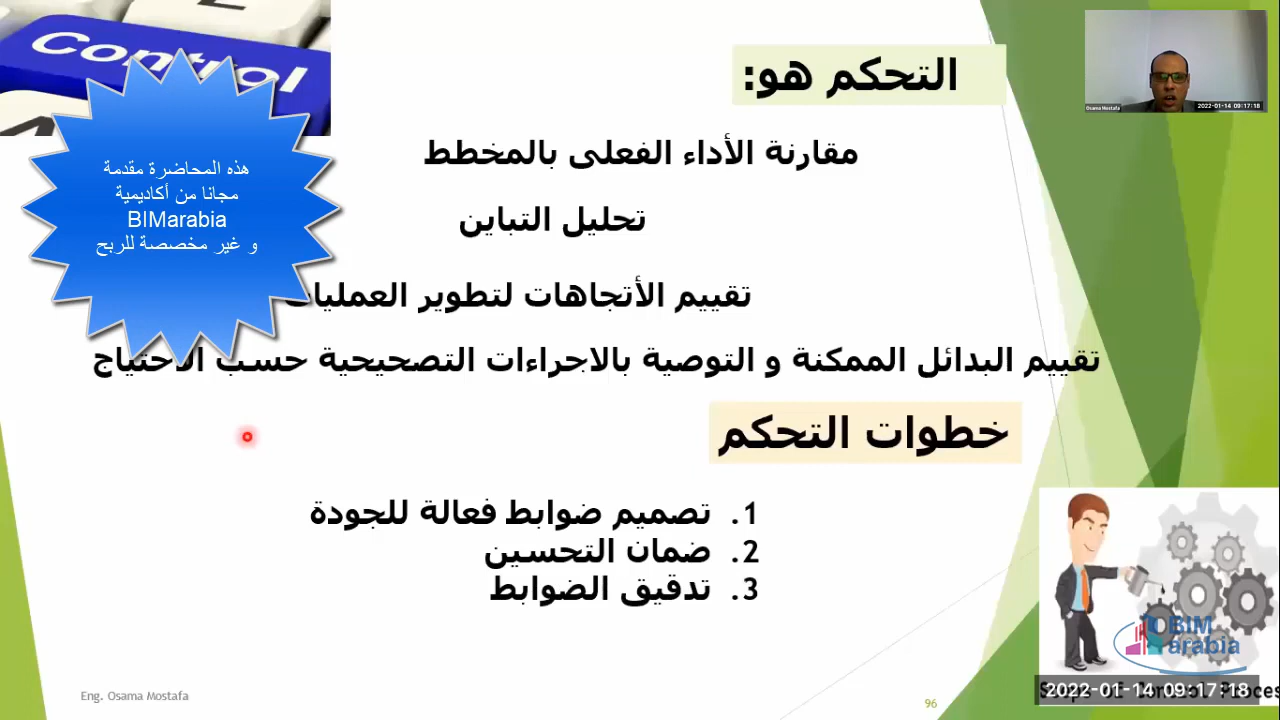 Control
التحكم هو:
Osama Mostafa
2022-01-14 09:17:18
مقارنة الأداء الفعلى بالمخطط
هذه المحاضرة مقدمة
مجانا من أكاديمية
BIMarabia
و غير مخصصة للربح
تحليل التباين
تقييم الأتجاهات لتطوير العمليات
تقييم البدائل الممكنة و التوصية بالاجراءات التصحيحية حسب الاحتياج
خطوات التحكم
1. تصميم ضوابط فعالة للجودة
2. ضمان التحسين
3. تدقيق الضوابط
BIM
arabia
2022-01-14 09:17:18
Eng. Osama Mostafa
96